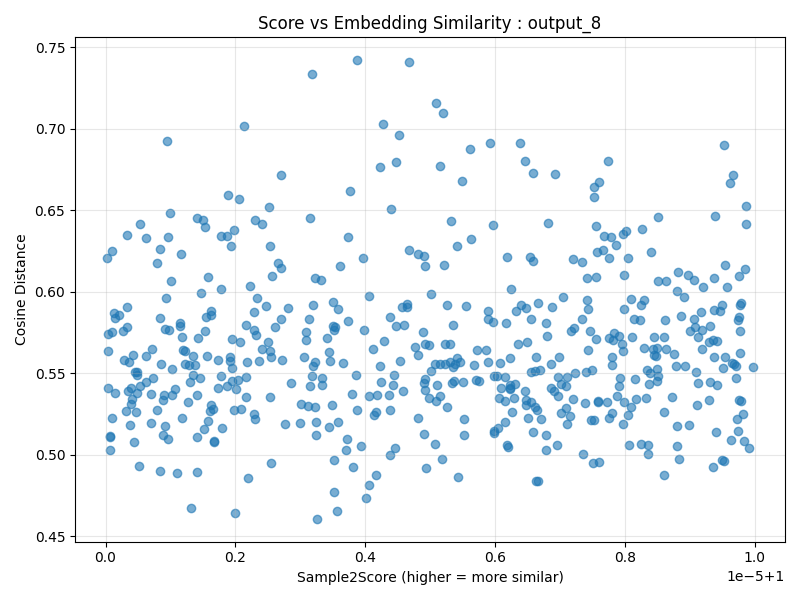 Score vs Embedding Similarity : output_8
Cosine Distance
0.75
0.70
0.65
0.60
0.55
0.50
0.45
0.0 0.2 0.4 0.6 0.8 1.0
Sample2Score (higher = more similar)
1e−5+1